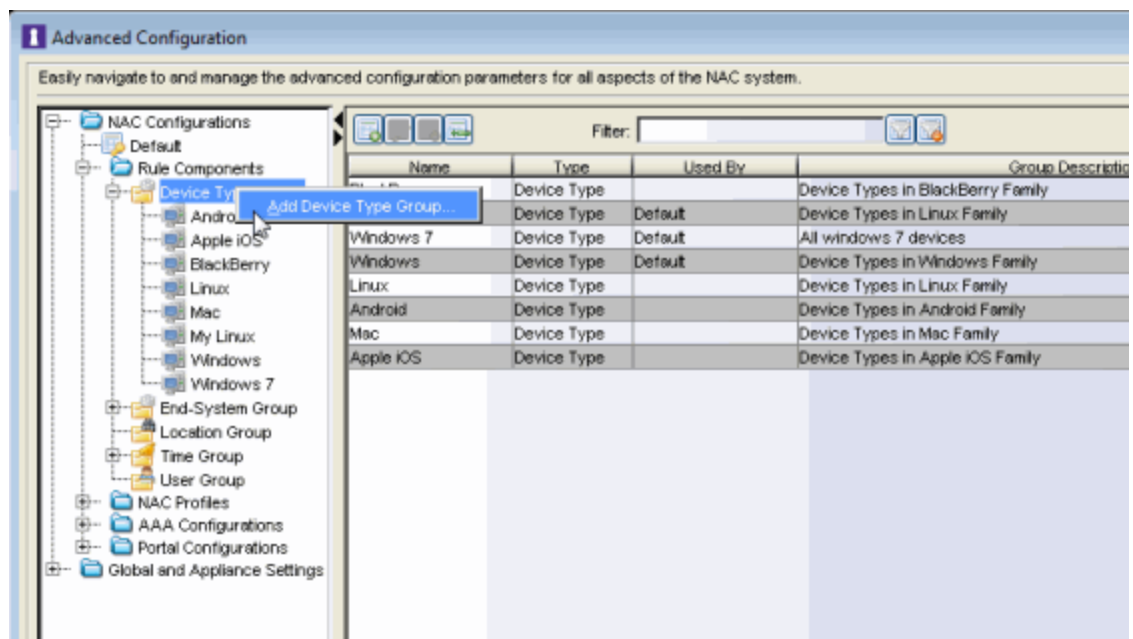 Advanced Configuration
Easily navigate to and manage the advanced configuration parameters for all aspects of the NAC system.
NAC Configurations
Default
Rule Components
Device Ty
Add Device Type Group...
Andro
Apple iOS
BlackBerry
Linux
Mac
My Linux
Windows
Windows 7
End-System Group
Location Group
Time Group
User Group
NAC Profiles
AAA Configurations
Portal Configurations
Global and Appliance Settings
Filter:
Name Type Used By Group Descriptio
Device Type Device Types in BlackBerry Family
Device Type Default Device Types in Linux Family
Windows 7 Device Type Default All windows 7 devices
Windows Device Type Default Device Types in Windows Family
Linux Device Type Device Types in Linux Family
Android Device Type Device Types in Android Family
Mac Device Type Device Types in Mac Family
Apple iOS Device Type Device Types in Apple iOS Family